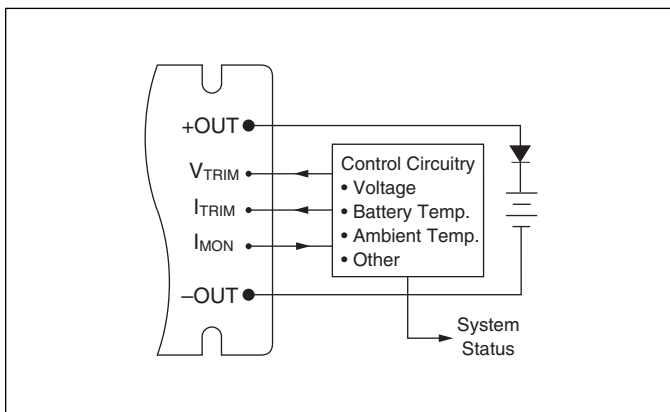 +OUT
VTRIM
ITRIM
IMON
–OUT
Control Circuitry
• Voltage
• Battery Temp.
• Ambient Temp.
• Other
System
Status